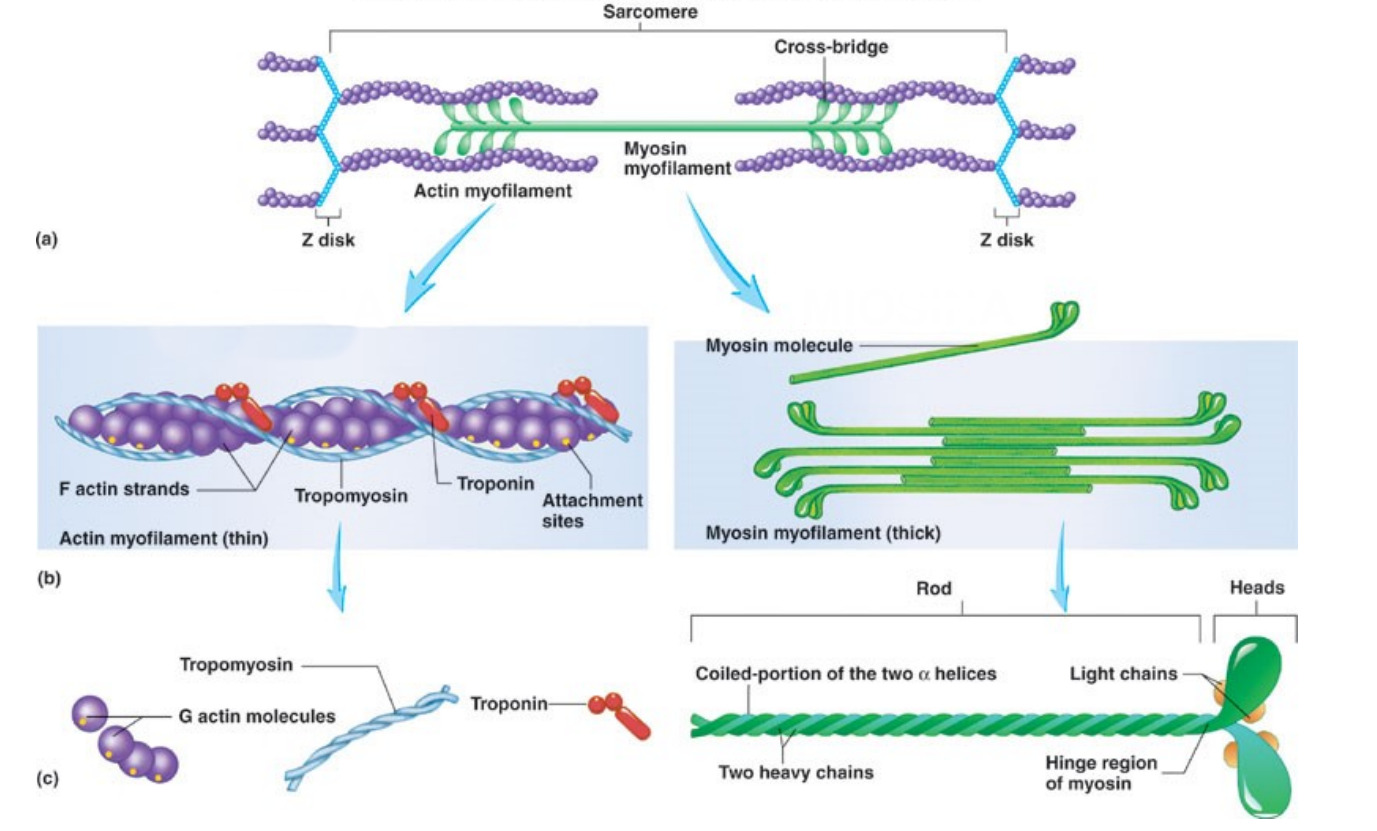 Sarcomere
Cross-bridge
Myosin
myofilament
Actin myofilament
Z disk
Z disk
(a)
Myosin molecule
F actin strands
Tropomyosin
Troponin
Attachment
sites
Actin myofilament (thin)
Myosin myofilament (thick)
(b)
Rod
Heads
Tropomyosin
G actin molecules
Troponin
Coiled-portion of the two α helices
Light chains
Two heavy chains
Hinge region
of myosin
(c)